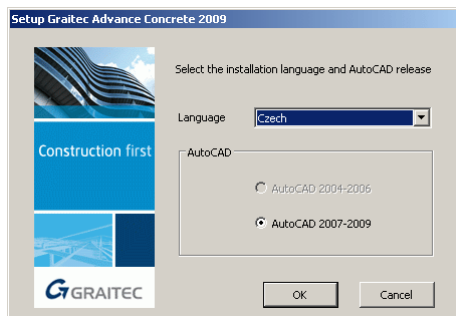 Setup Graitec Advance Concrete 2009
Select the installation language and AutoCAD release
Language
Czech
Construction first
AutoCAD
AutoCAD 2004-2006
AutoCAD 2007-2009
GRAITEC
OK
Cancel